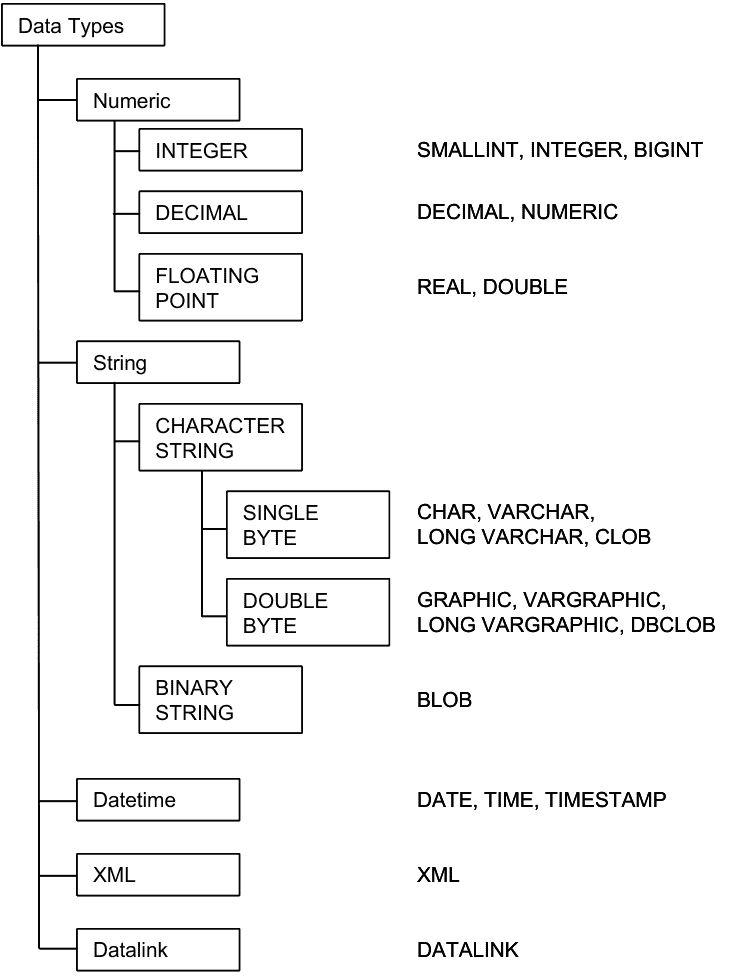 Data Types
Numeric
INTEGER
SMALLINT, INTEGER, BIGINT
DECIMAL
DECIMAL, NUMERIC
FLOATING
POINT
REAL, DOUBLE
String
CHARACTER
STRING
SINGLE
BYTE
CHAR, VARCHAR,
LONG VARCHAR, CLOB
DOUBLE
BYTE
GRAPHIC, VARGRAPHIC,
LONG VARGRAPHIC, DBCLOB
BINARY
STRING
BLOB
Datetime
DATE, TIME, TIMESTAMP
XML
XML
Datalink
DATALINK